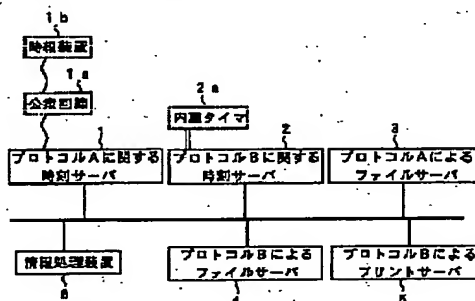 1b
時報装置
1a
公衆回線
2a
内蔵タイマ
1
プロトコルAに関する
時刻サーバ
2
プロトコルBに関する
時刻サーバ
3
プロトコルAによる
ファイルサーバ
情報処理装置
6
プロトコルBによる
ファイルサーバ
4
プロトコルBによる
プリントサーバ
5